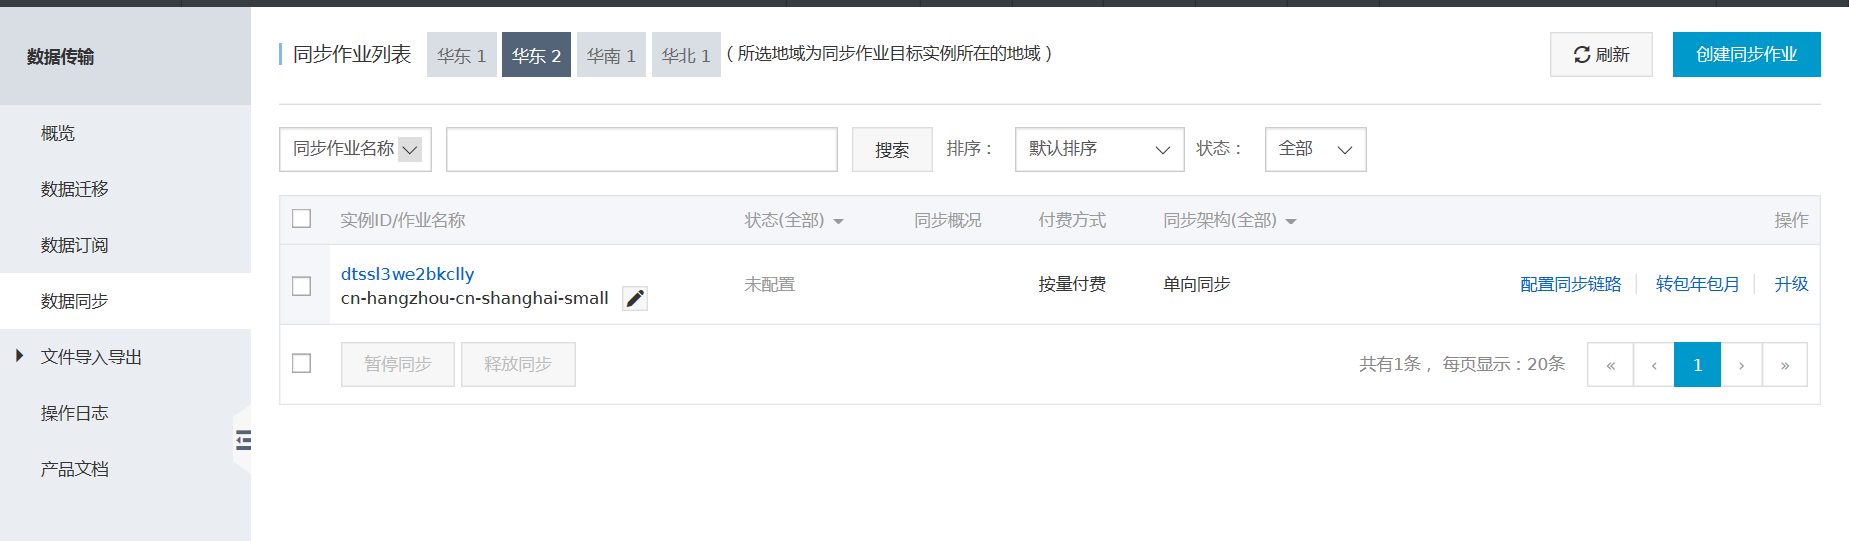 数据传输
概览
数据迁移
数据订阅
数据同步
文件导入导出
操作日志
产品文档
同步作业列表 华东 1 华东 2 华南 1 华北 1 （所选地域为同步作业目标实例所在的地域） 刷新 创建同步作业
同步作业名称 搜索 排序： 默认排序 状态： 全部
实例ID/作业名称 状态(全部) 同步概况 付费方式 同步架构(全部) 操作
dtssl3we2bkclly
cn-hangzhou-cn-shanghai-small 未配置 按量付费 单向同步 配置同步链路 转包年包月 升级
暂停同步 释放同步 共有1条， 每页显示：20条 « ‹ 1 › »